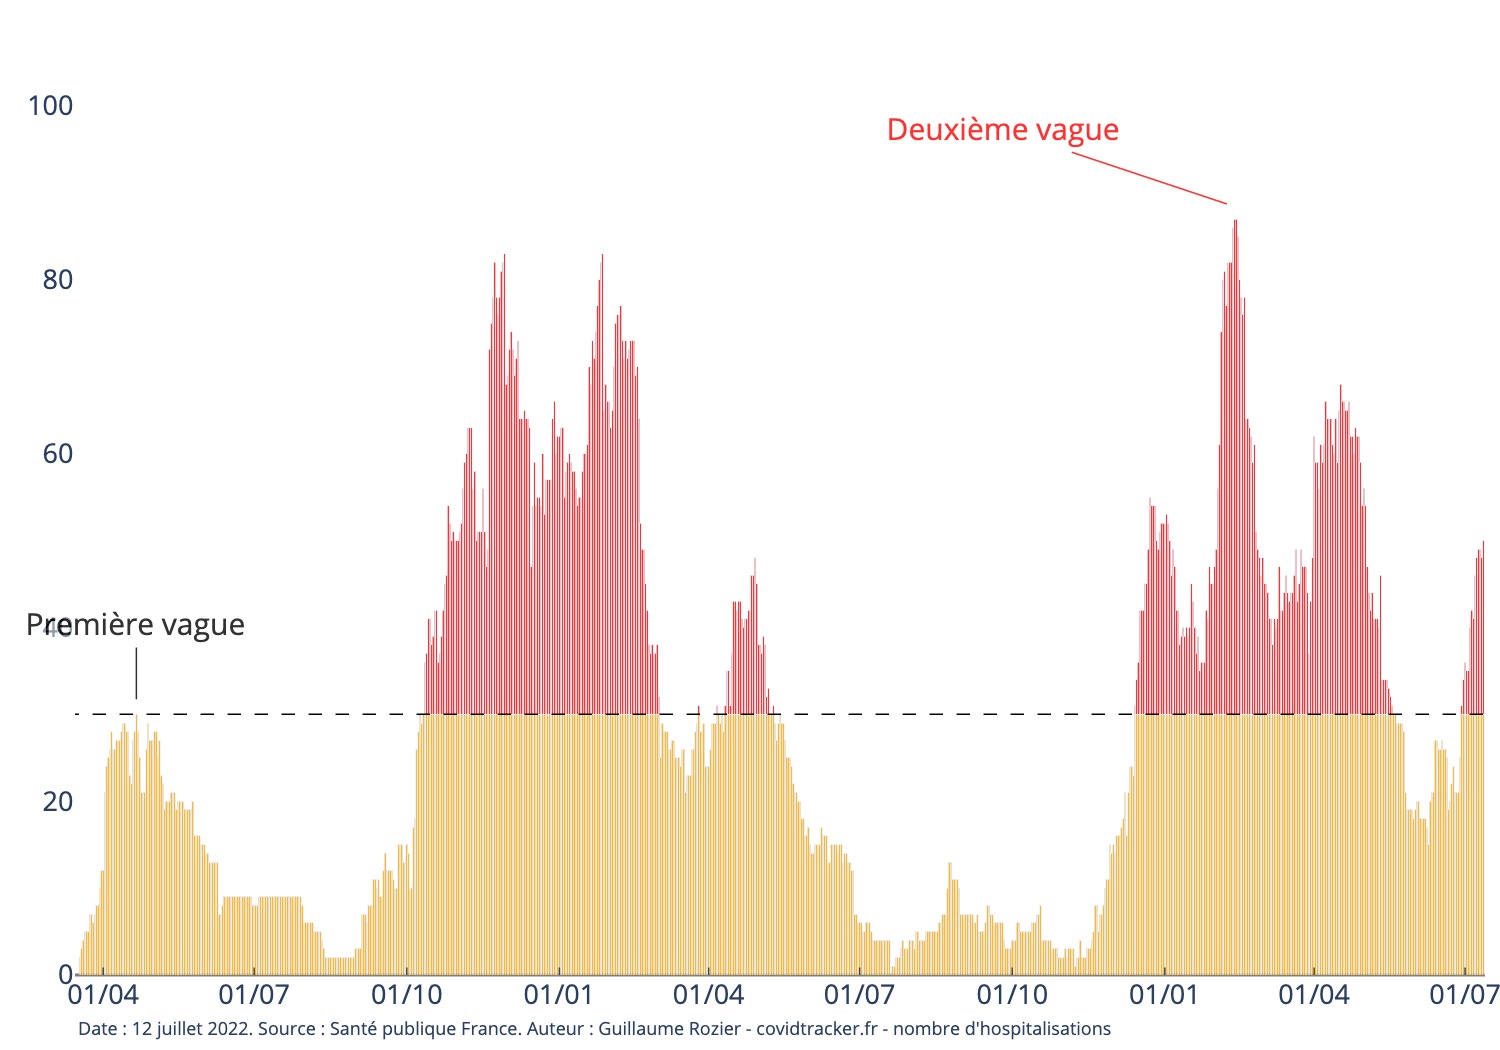 100
Deuxième vague
80
60
40
Première vague
20
0
01/04 01/07 01/10 01/01 01/04 01/07 01/10 01/01 01/04 01/07
Date : 12 juillet 2022. Source : Santé publique France. Auteur : Guillaume Rozier - covidtracker.fr - nombre d'hospitalisations